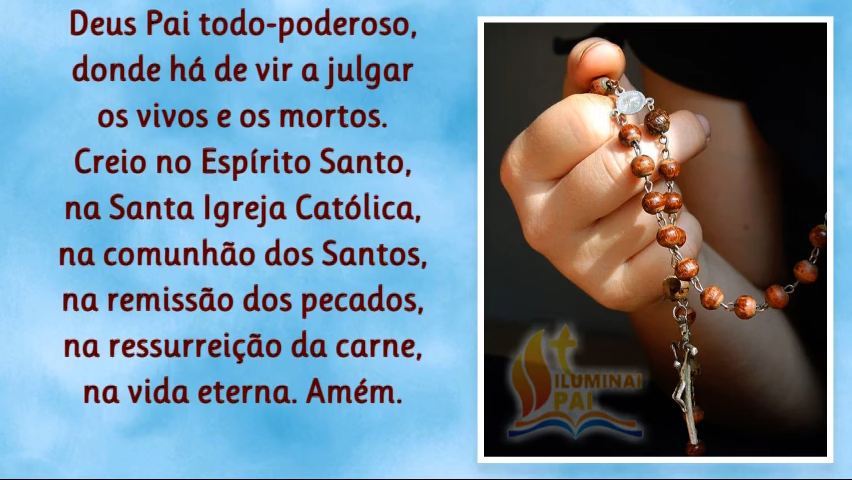 Deus Pai todo-poderoso,
donde há de vir a julgar
os vivos e os mortos.
Creio no Espírito Santo,
na Santa Igreja Católica,
na comunhão dos Santos,
na remissão dos pecados,
na ressurreição da carne,
na vida eterna. Amém.
ILUMINAI
PAI